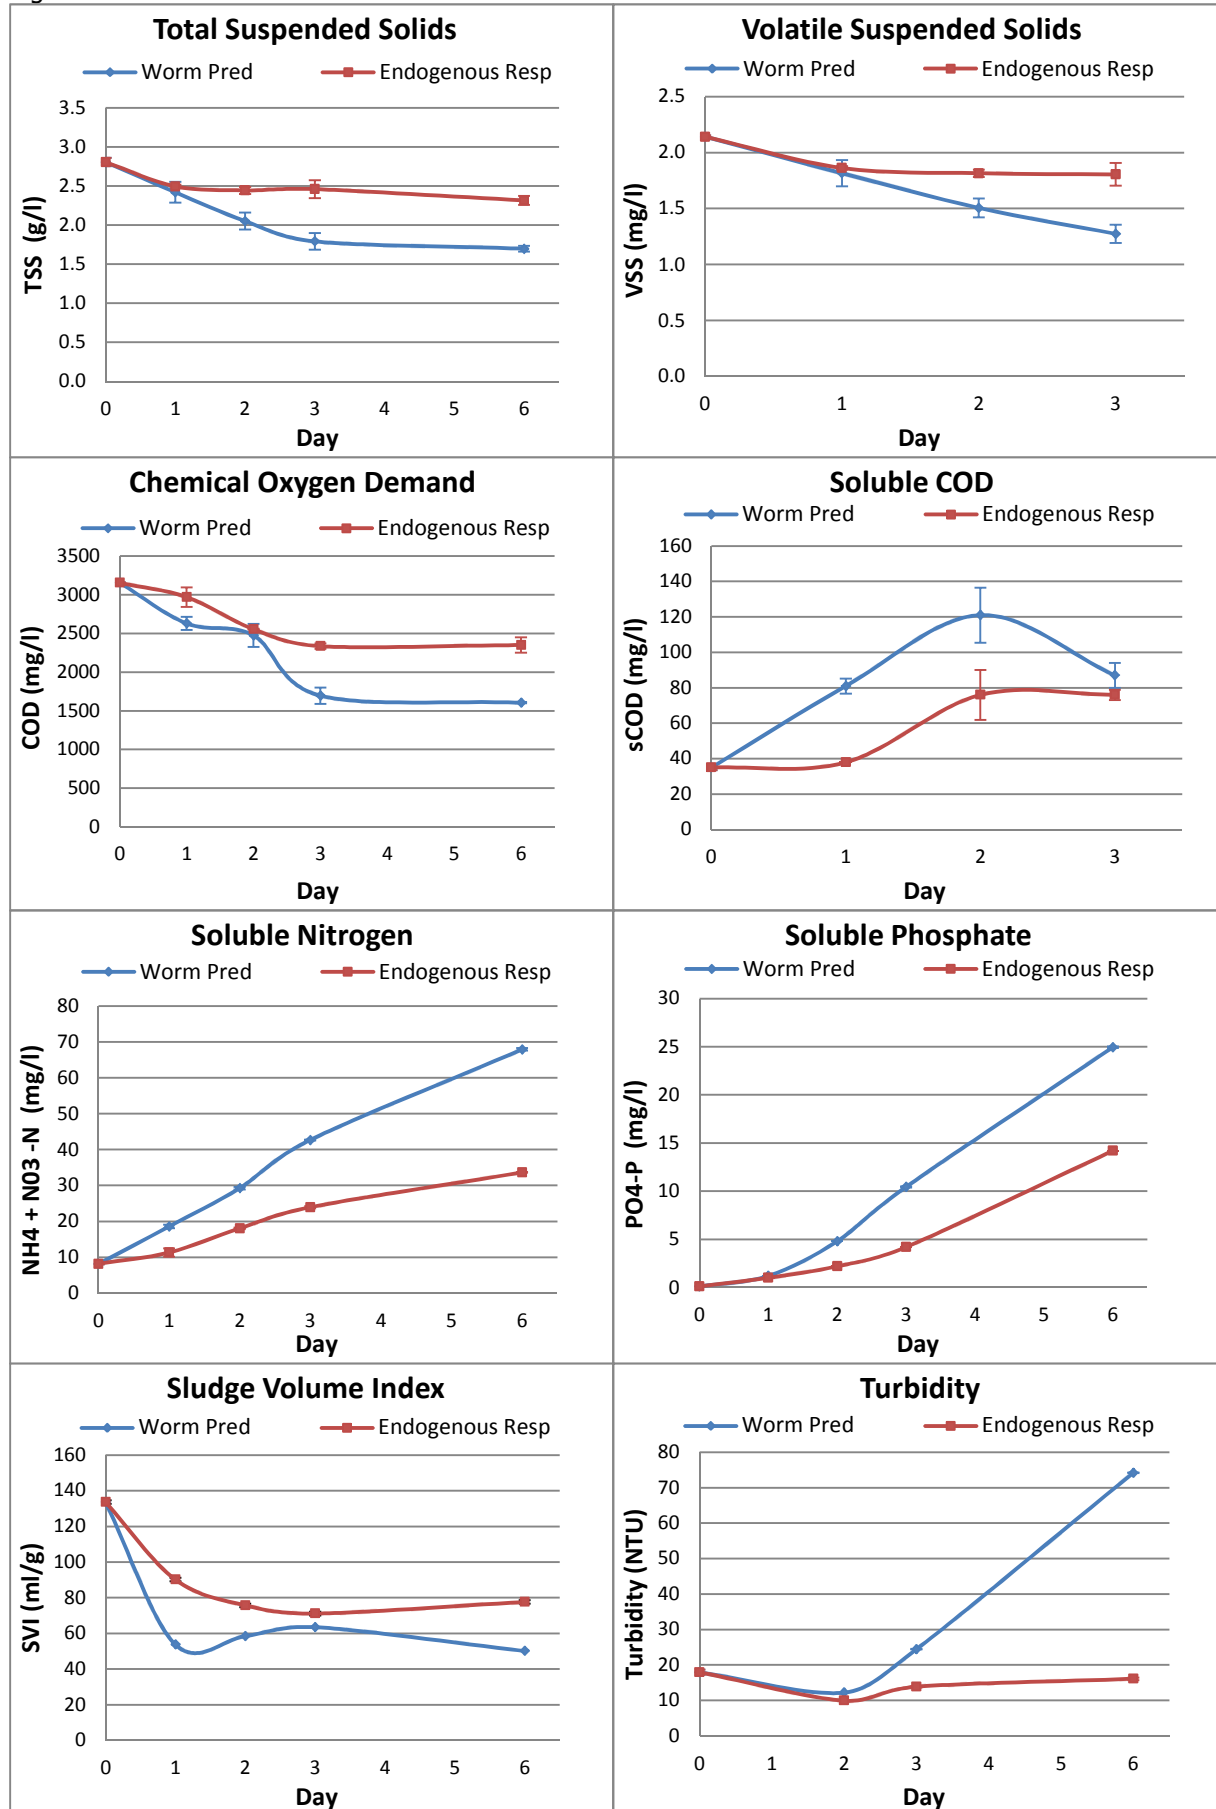 Total Suspended Solids
Worm Pred Endogenous Resp
TSS (g/l)
3.5
3.0
2.5
2.0
1.5
1.0
0.5
0.0
0 1 2 3 4 5 6
Day
Volatile Suspended Solids
Worm Pred Endogenous Resp
VSS (mg/l)
2.5
2.0
1.5
1.0
0.5
0.0
0 1 2 3
Day
Chemical Oxygen Demand
Worm Pred Endogenous Resp
COD (mg/l)
3500
3000
2500
2000
1500
1000
500
0
0 1 2 3 4 5 6
Day
Soluble COD
Worm Pred Endogenous Resp
sCOD (mg/l)
160
140
120
100
80
60
40
20
0
0 1 2 3
Day
Soluble Nitrogen
Worm Pred Endogenous Resp
NH4 + N03 -N (mg/l)
80
70
60
50
40
30
20
10
0
0 1 2 3 4 5 6
Day
Soluble Phosphate
Worm Pred Endogenous Resp
PO4-P (mg/l)
30
25
20
15
10
5
0
0 1 2 3 4 5 6
Day
Sludge Volume Index
Worm Pred Endogenous Resp
SVI (ml/g)
160
140
120
100
80
60
40
20
0
0 1 2 3 4 5 6
Day
Turbidity
Worm Pred Endogenous Resp
Turbidity (NTU)
80
70
60
50
40
30
20
10
0
0 1 2 3 4 5 6
Day